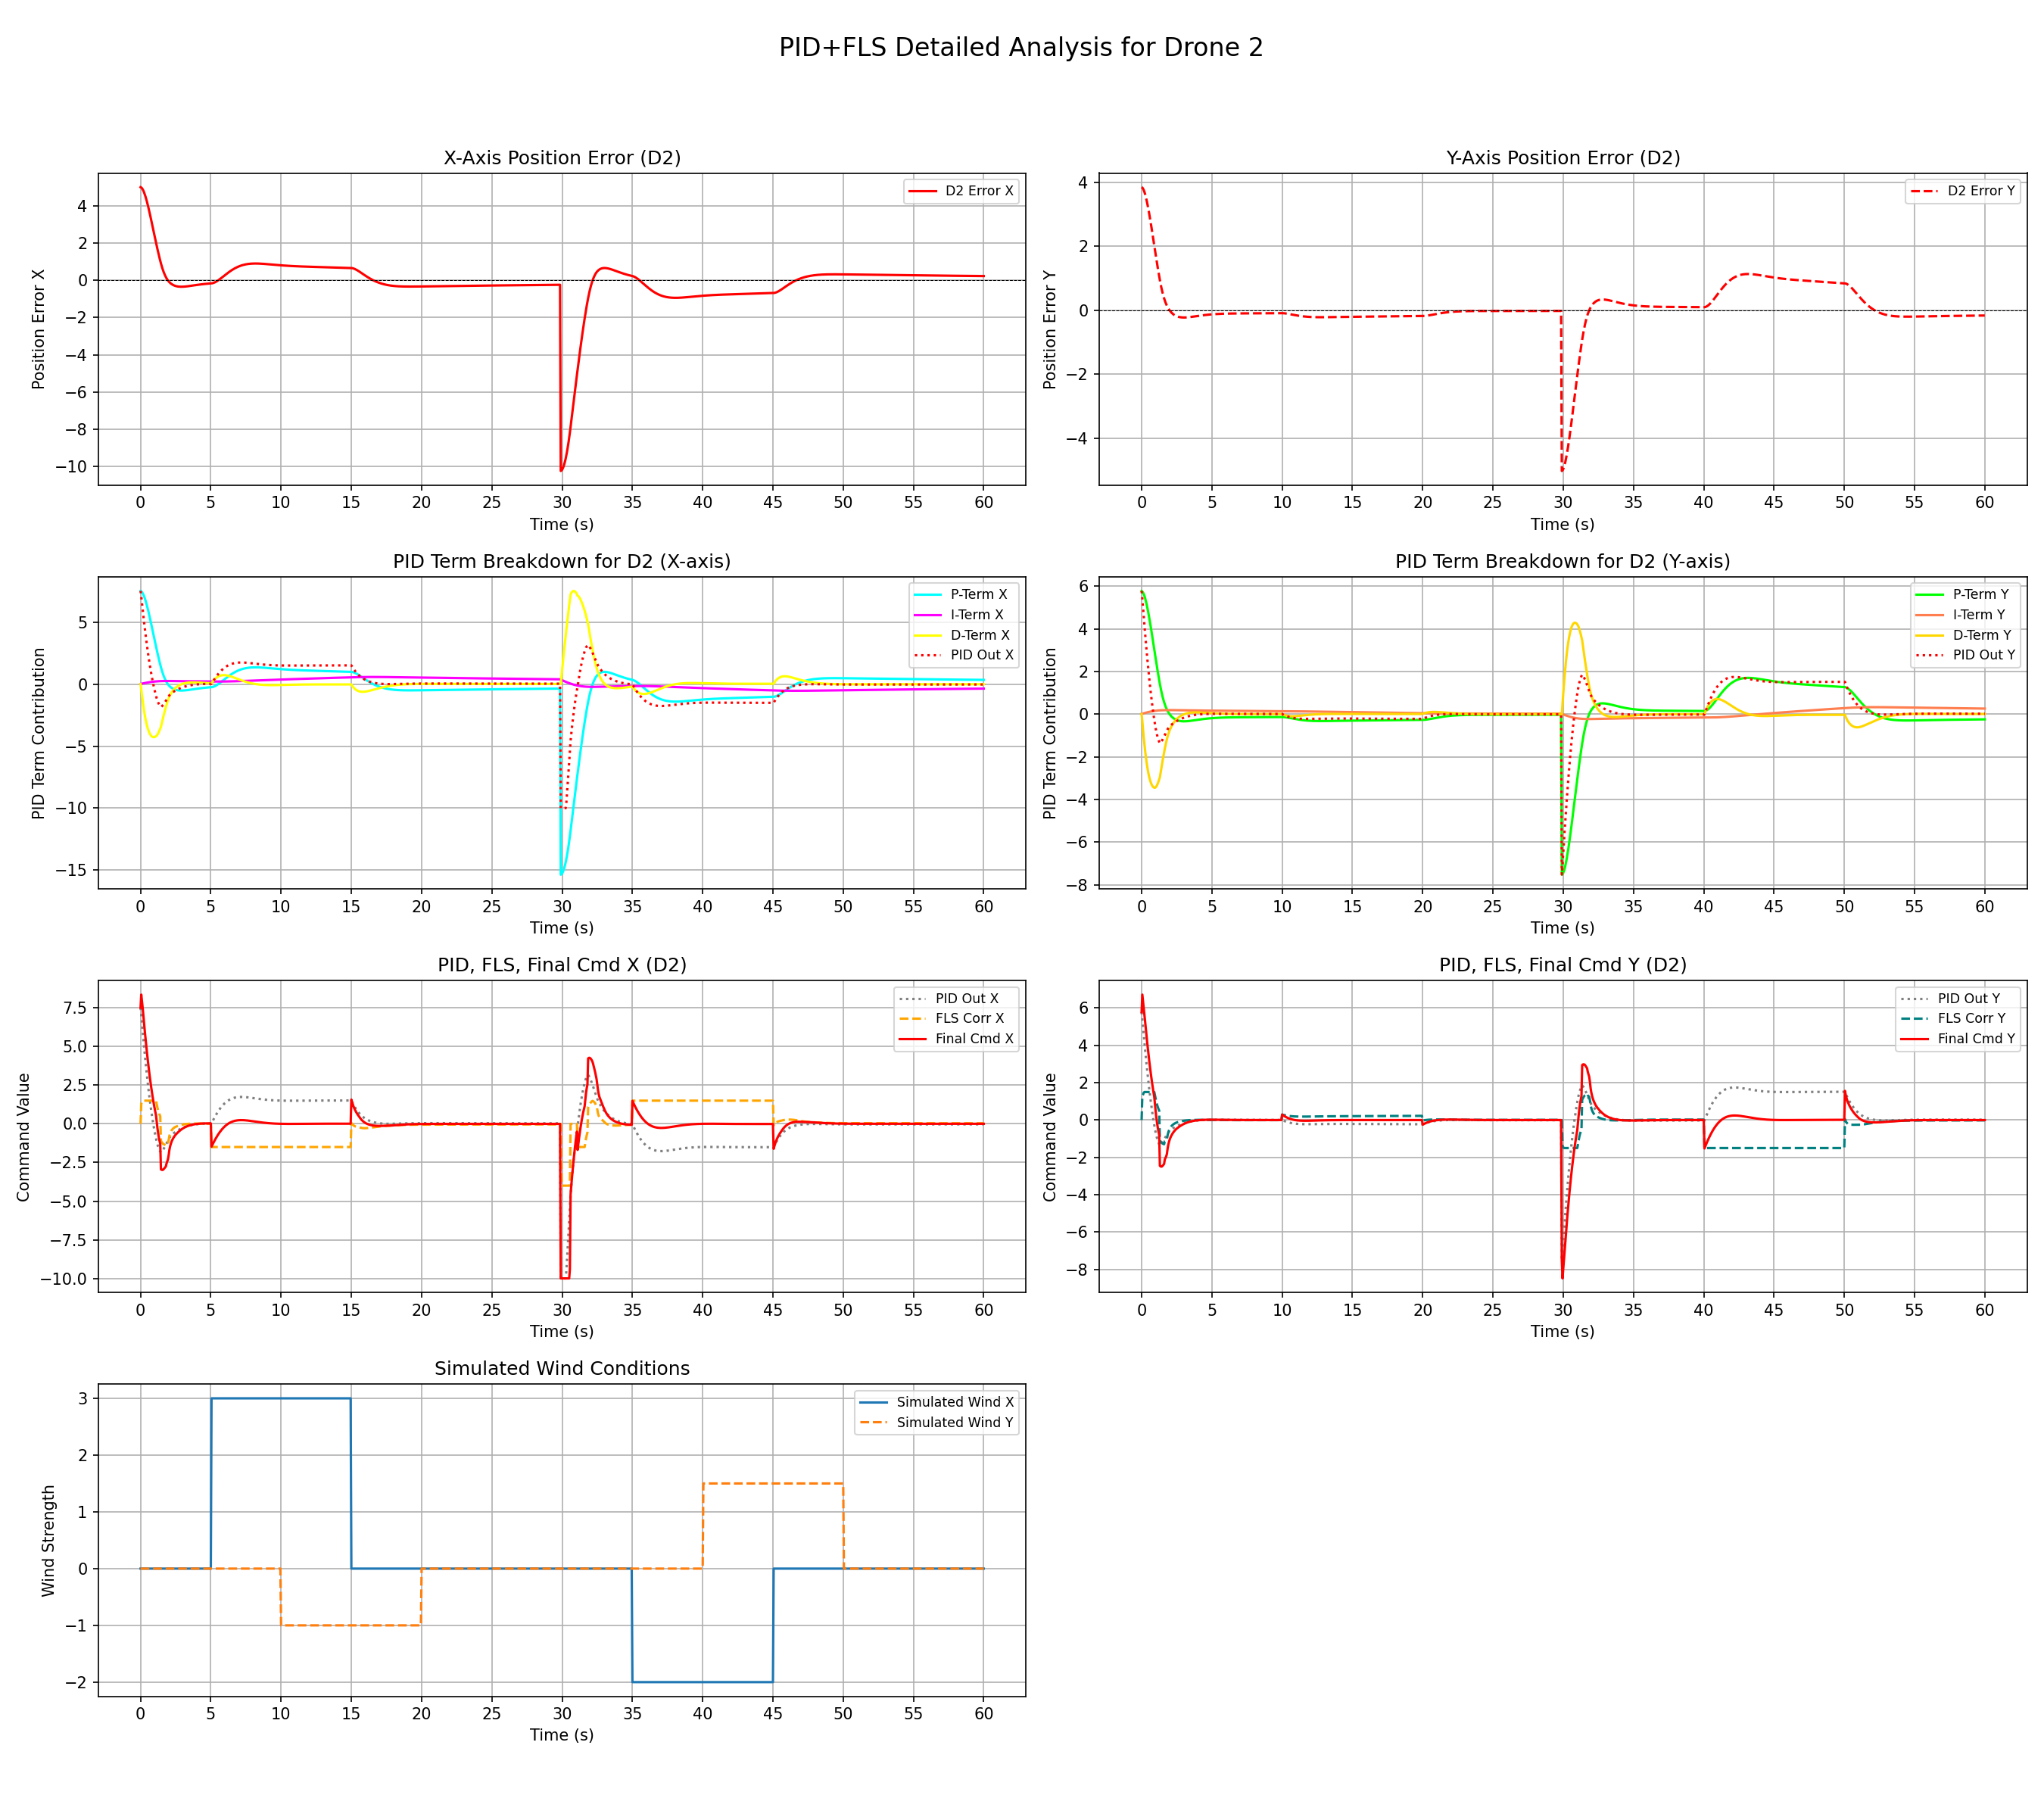 PID+FLS Detailed Analysis for Drone 2
X-Axis Position Error (D2)
Position Error X
4
2
0
−2
−4
−6
−8
−10
D2 Error X
0 5 10 15 20 25 30 35 40 45 50 55 60
Time (s)
Y-Axis Position Error (D2)
Position Error Y
4
2
0
−2
−4
D2 Error Y
0 5 10 15 20 25 30 35 40 45 50 55 60
Time (s)
PID Term Breakdown for D2 (X-axis)
PID Term Contribution
5
0
−5
−10
−15
P-Term X
I-Term X
D-Term X
PID Out X
0 5 10 15 20 25 30 35 40 45 50 55 60
Time (s)
PID Term Breakdown for D2 (Y-axis)
PID Term Contribution
6
4
2
0
−2
−4
−6
−8
P-Term Y
I-Term Y
D-Term Y
PID Out Y
0 5 10 15 20 25 30 35 40 45 50 55 60
Time (s)
PID, FLS, Final Cmd X (D2)
Command Value
7.5
5.0
2.5
0.0
−2.5
−5.0
−7.5
−10.0
PID Out X
FLS Corr X
Final Cmd X
0 5 10 15 20 25 30 35 40 45 50 55 60
Time (s)
PID, FLS, Final Cmd Y (D2)
Command Value
6
4
2
0
−2
−4
−6
−8
PID Out Y
FLS Corr Y
Final Cmd Y
0 5 10 15 20 25 30 35 40 45 50 55 60
Time (s)
Simulated Wind Conditions
Wind Strength
3
2
1
0
−1
−2
Simulated Wind X
Simulated Wind Y
0 5 10 15 20 25 30 35 40 45 50 55 60
Time (s)